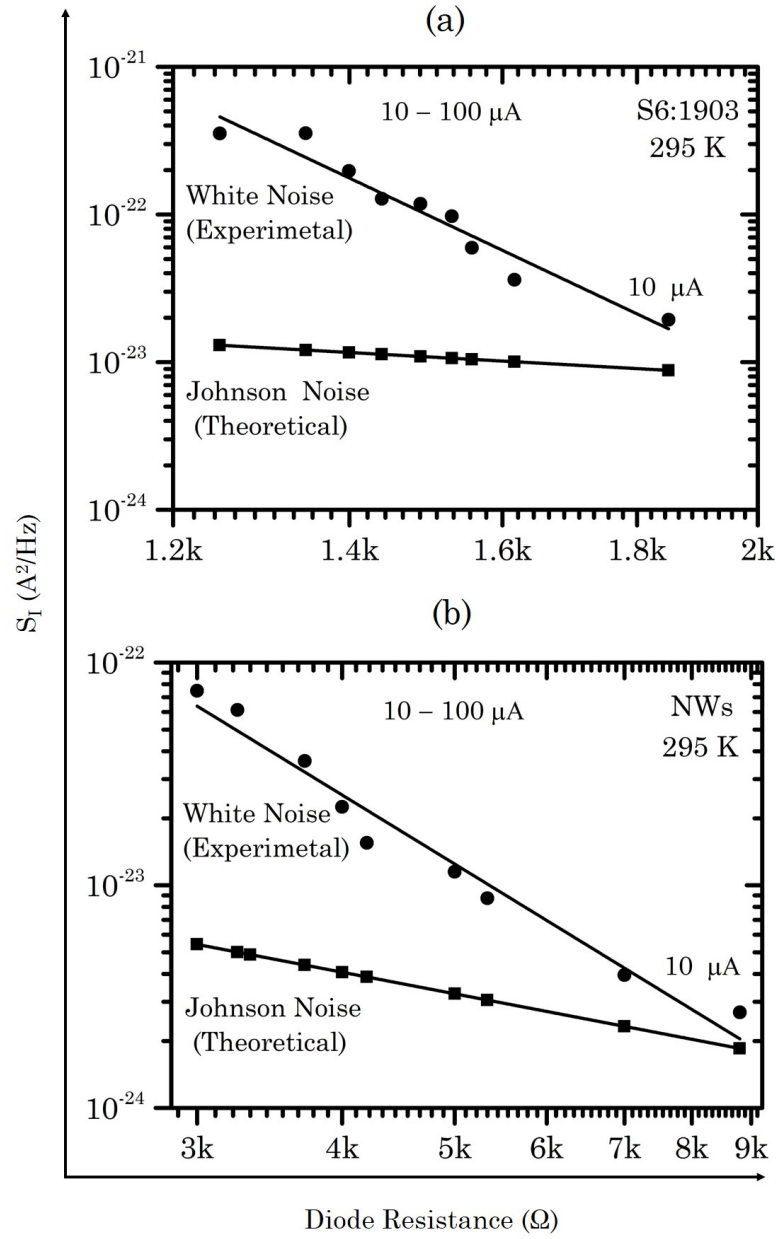 (a)
10⁻²¹
10 – 100 μA
S6:1903
295 K
White Noise
(Experimetal)
10⁻²²
10 μA
10⁻²³
Johnson Noise
(Theoretical)
10⁻²⁴
1.2k 1.4k 1.6k 1.8k 2k
S_I (A²/Hz)
(b)
10⁻²²
10 – 100 μA
NWs
295 K
White Noise
(Experimetal)
10⁻²³
10 μA
Johnson Noise
(Theoretical)
10⁻²⁴
3k 4k 5k 6k 7k 8k 9k
Diode Resistance (Ω)